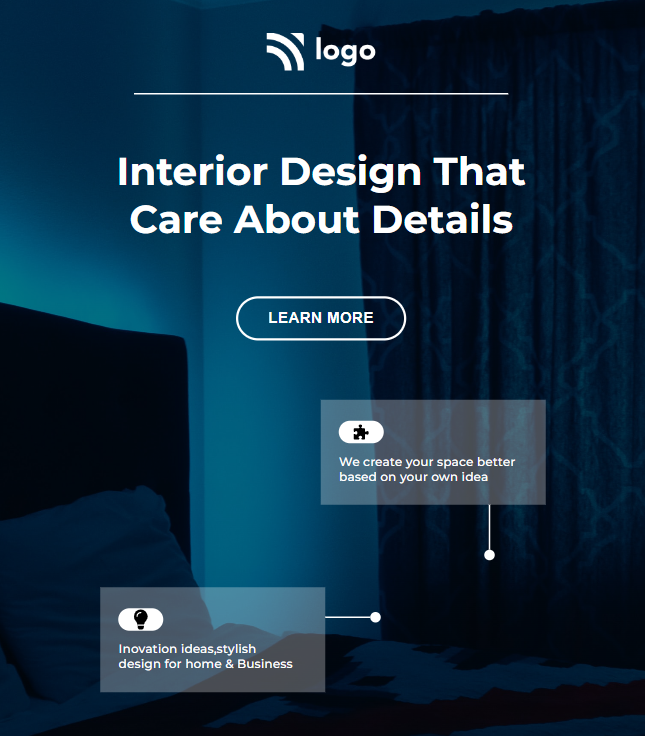 logo
Interior Design That
Care About Details
LEARN MORE
We create your space better
based on your own idea
Inovation ideas,stylish
design for home & Business